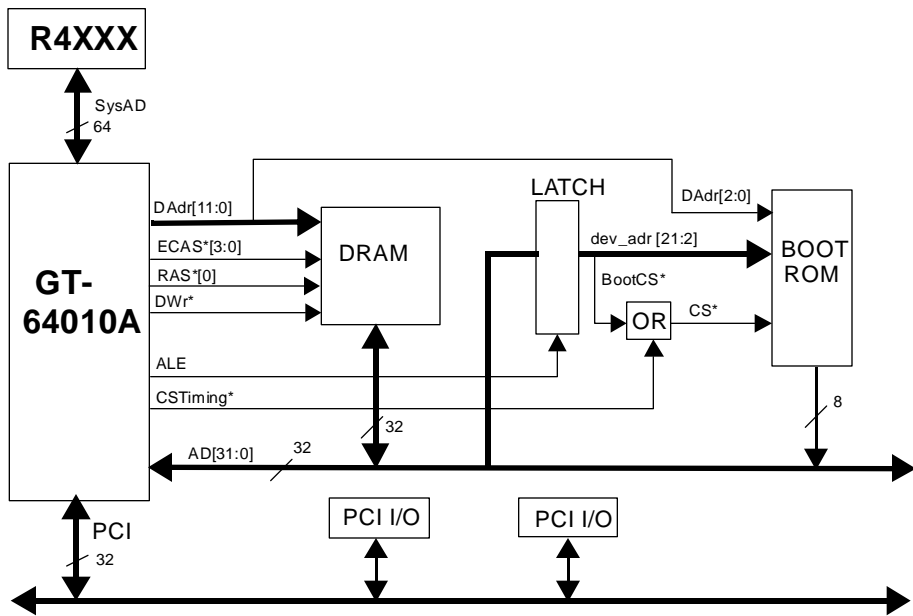 R4XXX
SysAD
64
LATCH
DAdr[2:0]
DAdr[11:0]
ECAS*[3:0]
RAS*[0]
DWr*
DRAM
dev_adr [21:2]
BOOT
ROM
BootCS*
OR
CS*
GT-
64010A
ALE
CSTiming*
32
8
AD[31:0]
32
PCI
32
PCI I/O
PCI I/O